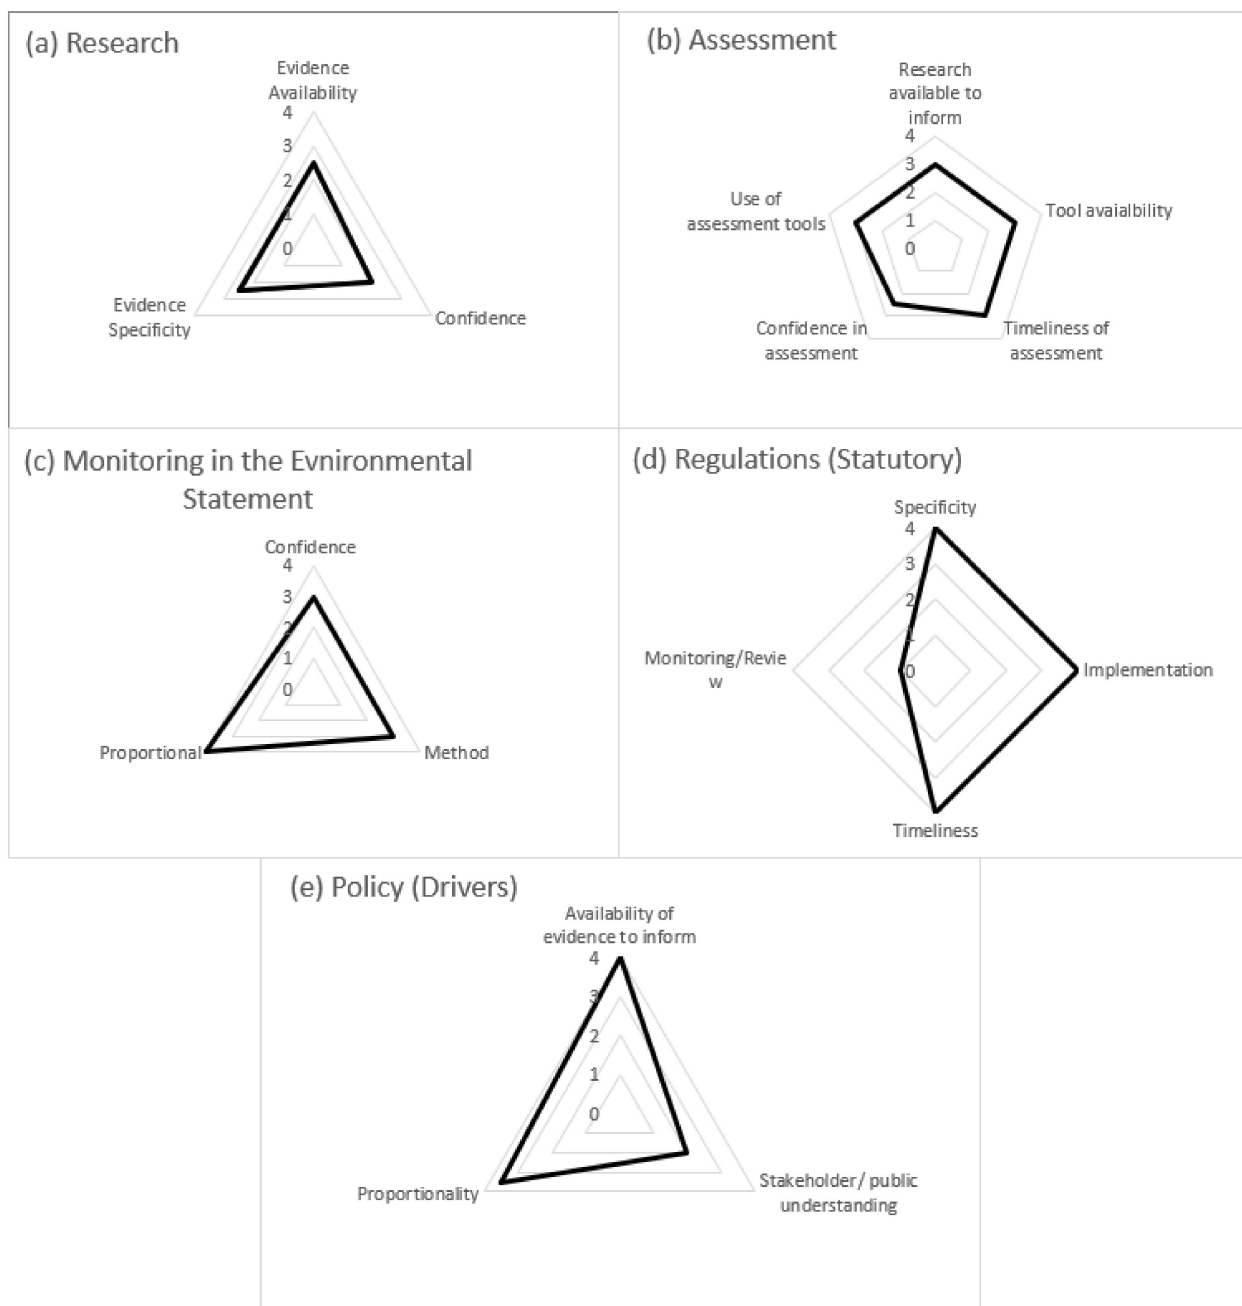 (a) Research
Evidence
Availability
4
3
2
1
0
Evidence
Specificity
Confidence
(b) Assessment
Research
available to
inform
4
3
2
1
0
Use of
assessment tools
Tool avaialbility
Confidence in
assessment
Timeliness of
assessment
(c) Monitoring in the Evnironmental
Statement
Confidence
4
3
2
1
0
Proportional
Method
(d) Regulations (Statutory)
Specificity
4
3
2
1
0
Monitoring/Revie
w
Implementation
Timeliness
(e) Policy (Drivers)
Availability of
evidence to inform
4
3
2
1
0
Proportionality
Stakeholder/ public
understanding